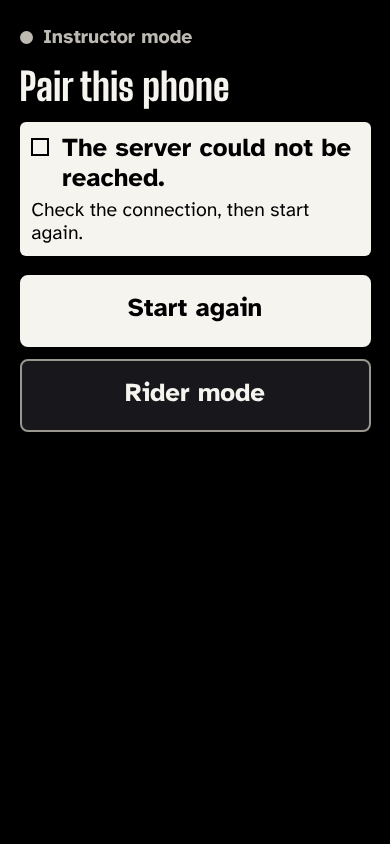 Instructor mode
Pair this phone
The server could not be
reached.
Check the connection, then start
again.
Start again
Rider mode